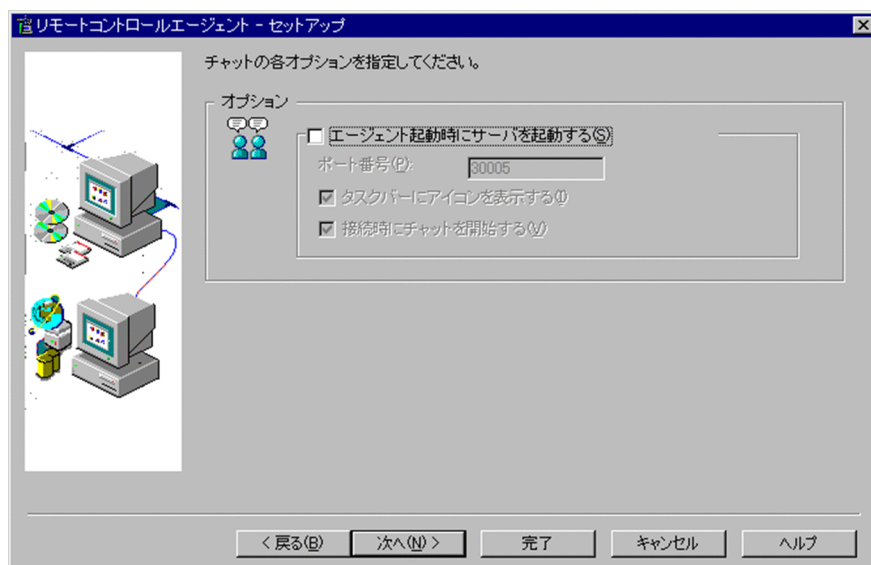 リモートコントロールエージェント - セットアップ
チャットの各オプションを指定してください。
オプション
エージェント起動時にサーバを起動する(S)
ポート番号(P): 30005
タスクバーにアイコンを表示する(I)
接続時にチャットを開始する(V)
< 戻る(B) 次へ(N) > 完了 キャンセル ヘルプ